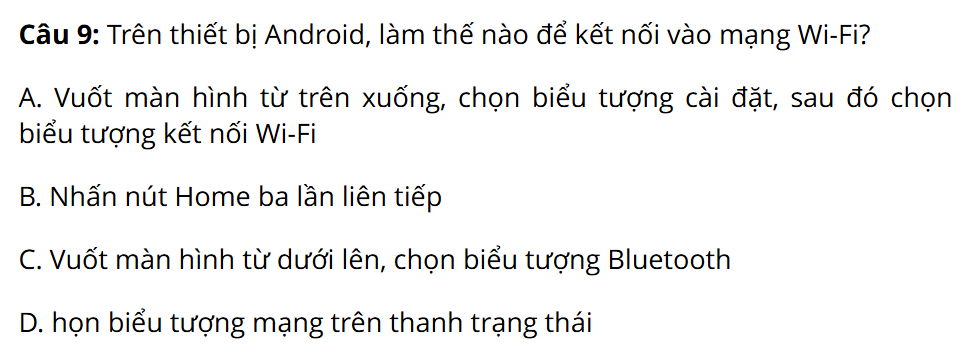 Câu 9: Trên thiết bị Android, làm thế nào để kết nối vào mạng Wi-Fi?
A. Vuốt màn hình từ trên xuống, chọn biểu tượng cài đặt, sau đó chọn
biểu tượng kết nối Wi-Fi
B. Nhấn nút Home ba lần liên tiếp
C. Vuốt màn hình từ dưới lên, chọn biểu tượng Bluetooth
D. họn biểu tượng mạng trên thanh trạng thái